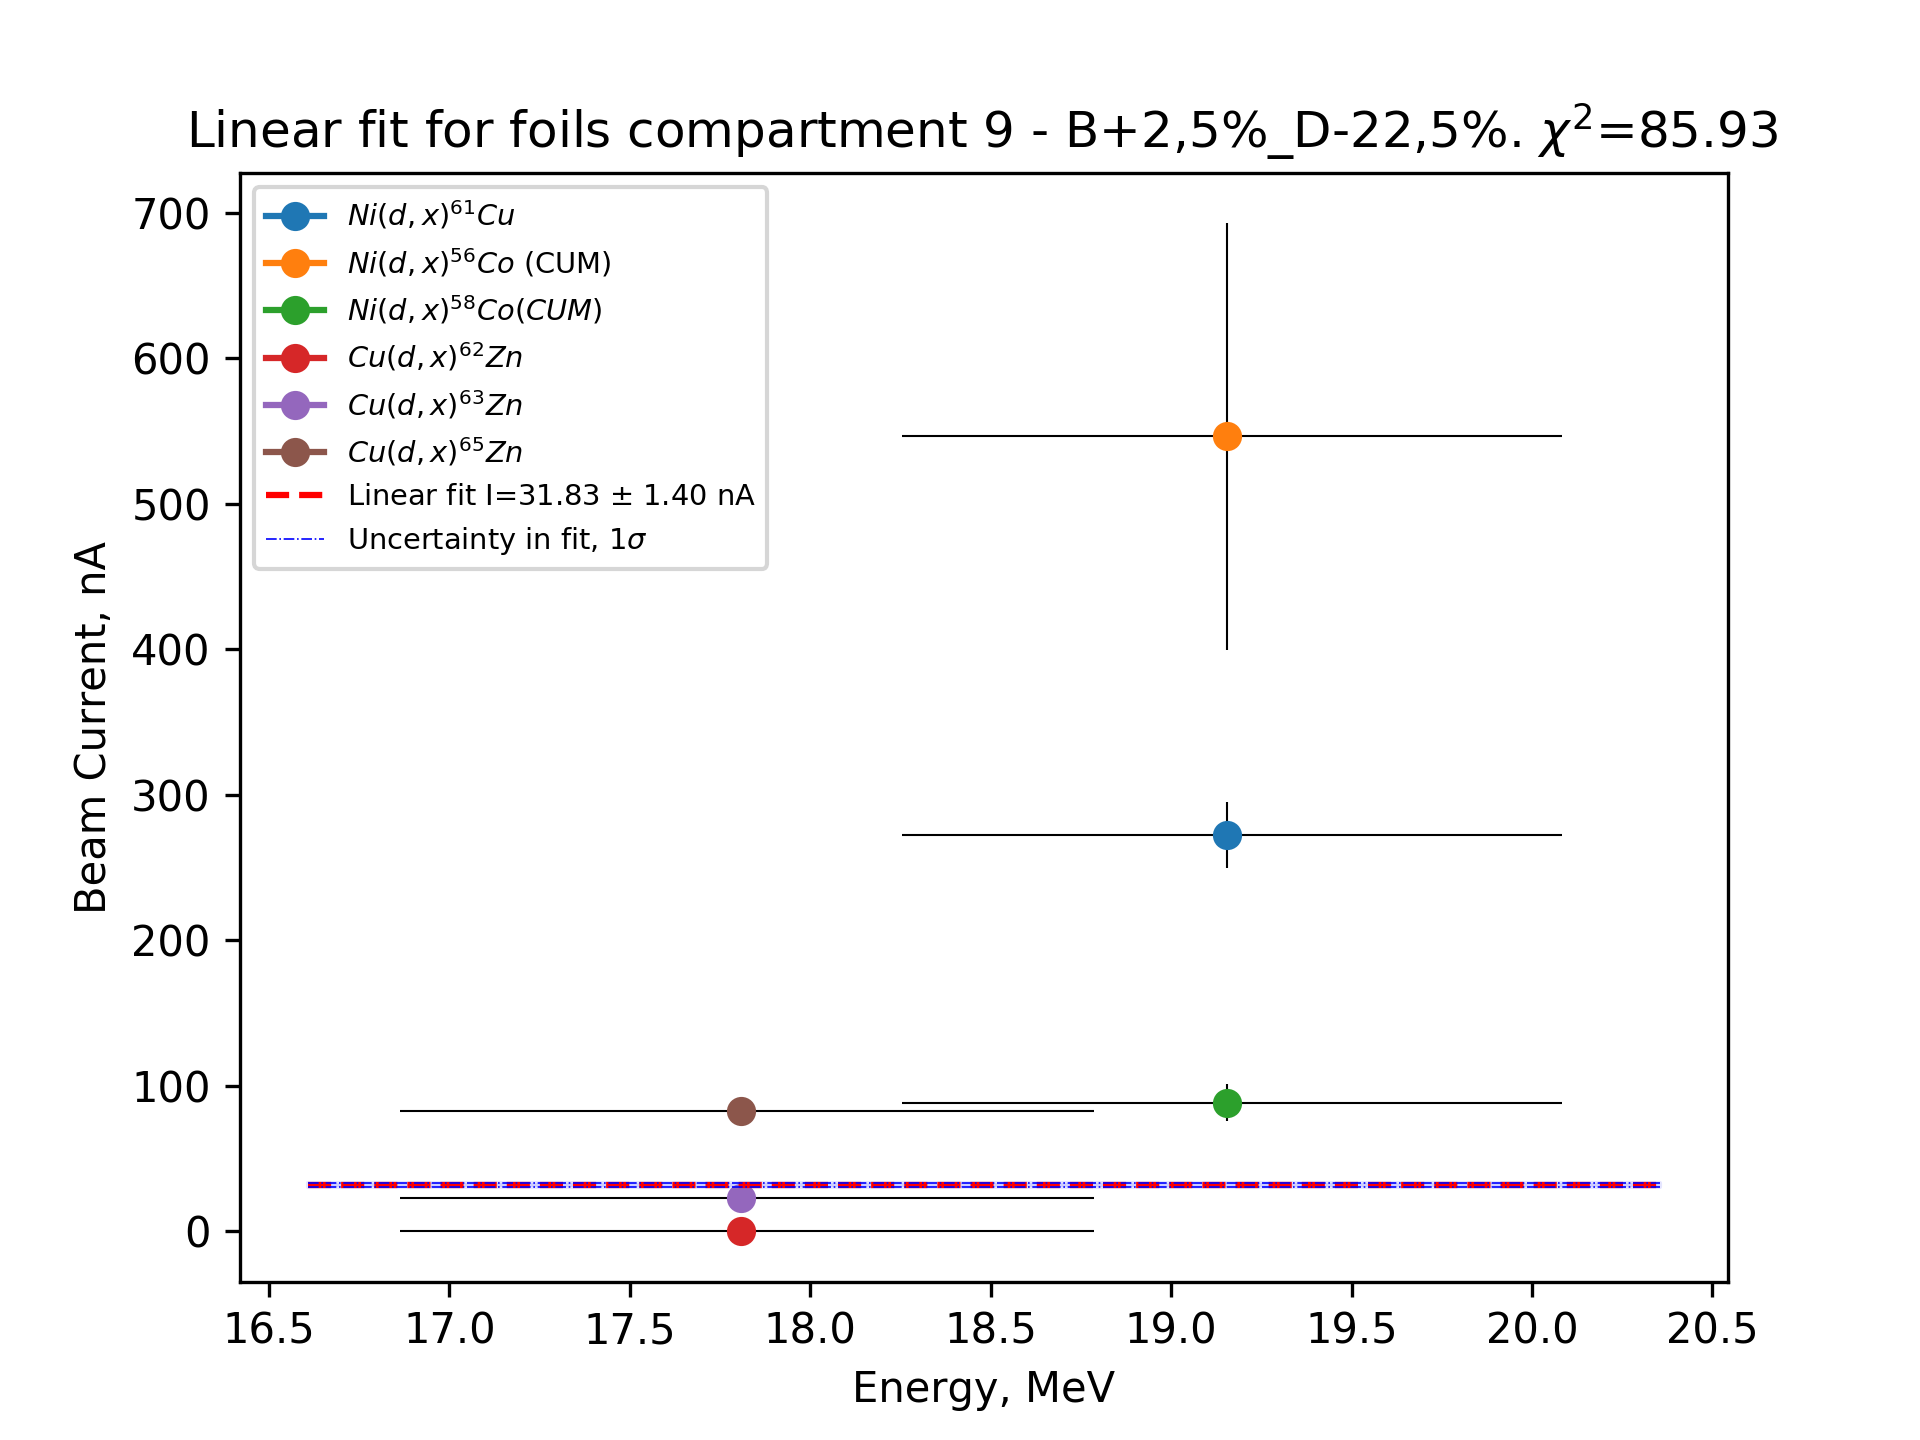 Linear fit for foils compartment 9 - B+2,5%_D-22,5%. χ²=85.93
Ni(d, x)⁶¹Cu
Ni(d, x)⁵⁶Co (CUM)
Ni(d, x)⁵⁸Co(CUM)
Cu(d, x)⁶²Zn
Cu(d, x)⁶³Zn
Cu(d, x)⁶⁵Zn
Linear fit I=31.83 ± 1.40 nA
Uncertainty in fit, 1σ
Beam Current, nA
700
600
500
400
300
200
100
0
16.5 17.0 17.5 18.0 18.5 19.0 19.5 20.0 20.5
Energy, MeV